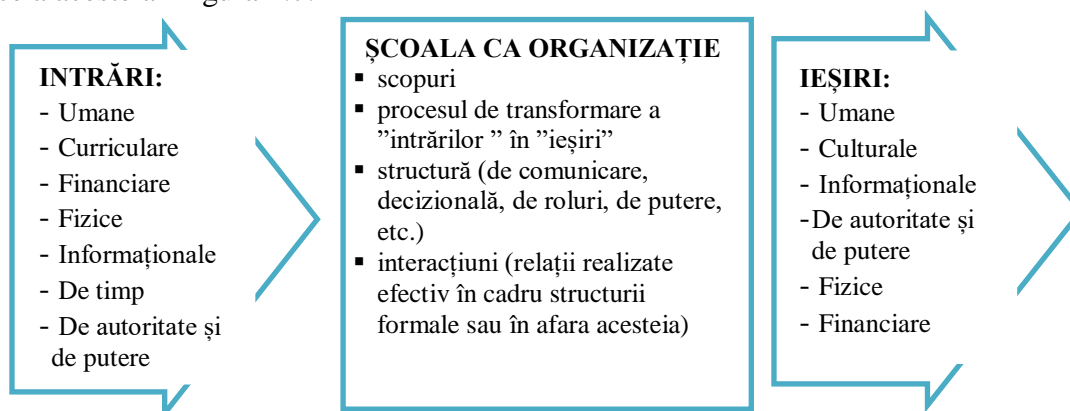 INTRĂRI:
- Umane
- Curriculare
- Financiare
- Fizice
- Informaționale
- De timp
- De autoritate și
de putere
ȘCOALA CA ORGANIZAȚIE
▪ scopuri
▪ procesul de transformare a
”intrărilor ” în ”ieșiri”
▪ structură (de comunicare,
decizională, de roluri, de putere,
etc.)
▪ interacțiuni (relații realizate
efectiv în cadru structurii
formale sau în afara acesteia)
IEȘIRI:
- Umane
- Culturale
- Informaționale
-De autoritate și
de putere
- Fizice
- Financiare